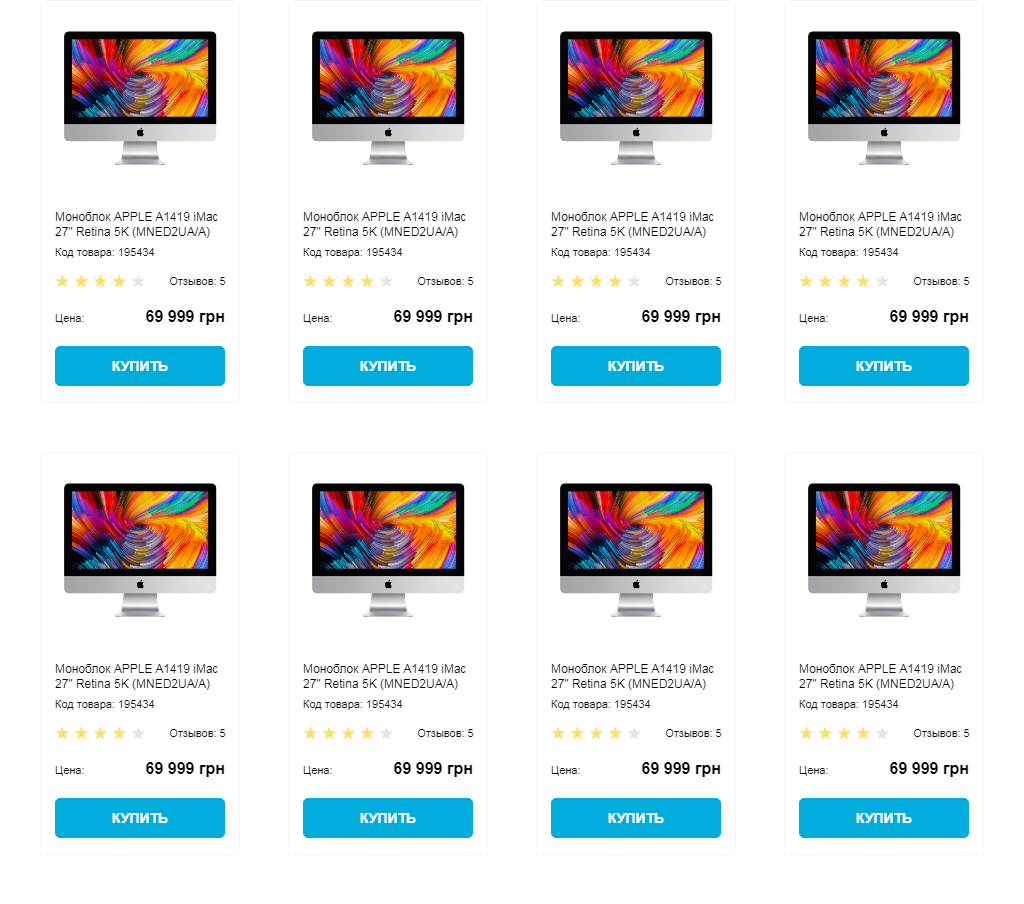 Моноблок APPLE A1419 iMac
27" Retina 5K (MNED2UA/A)
Код товара: 195434
Отзывов: 5
Цена: 69 999 грн
КУПИТЬ
Моноблок APPLE A1419 iMac
27" Retina 5K (MNED2UA/A)
Код товара: 195434
Отзывов: 5
Цена: 69 999 грн
КУПИТЬ
Моноблок APPLE A1419 iMac
27" Retina 5K (MNED2UA/A)
Код товара: 195434
Отзывов: 5
Цена: 69 999 грн
КУПИТЬ
Моноблок APPLE A1419 iMac
27" Retina 5K (MNED2UA/A)
Код товара: 195434
Отзывов: 5
Цена: 69 999 грн
КУПИТЬ
Моноблок APPLE A1419 iMac
27" Retina 5K (MNED2UA/A)
Код товара: 195434
Отзывов: 5
Цена: 69 999 грн
КУПИТЬ
Моноблок APPLE A1419 iMac
27" Retina 5K (MNED2UA/A)
Код товара: 195434
Отзывов: 5
Цена: 69 999 грн
КУПИТЬ
Моноблок APPLE A1419 iMac
27" Retina 5K (MNED2UA/A)
Код товара: 195434
Отзывов: 5
Цена: 69 999 грн
КУПИТЬ
Моноблок APPLE A1419 iMac
27" Retina 5K (MNED2UA/A)
Код товара: 195434
Отзывов: 5
Цена: 69 999 грн
КУПИТЬ